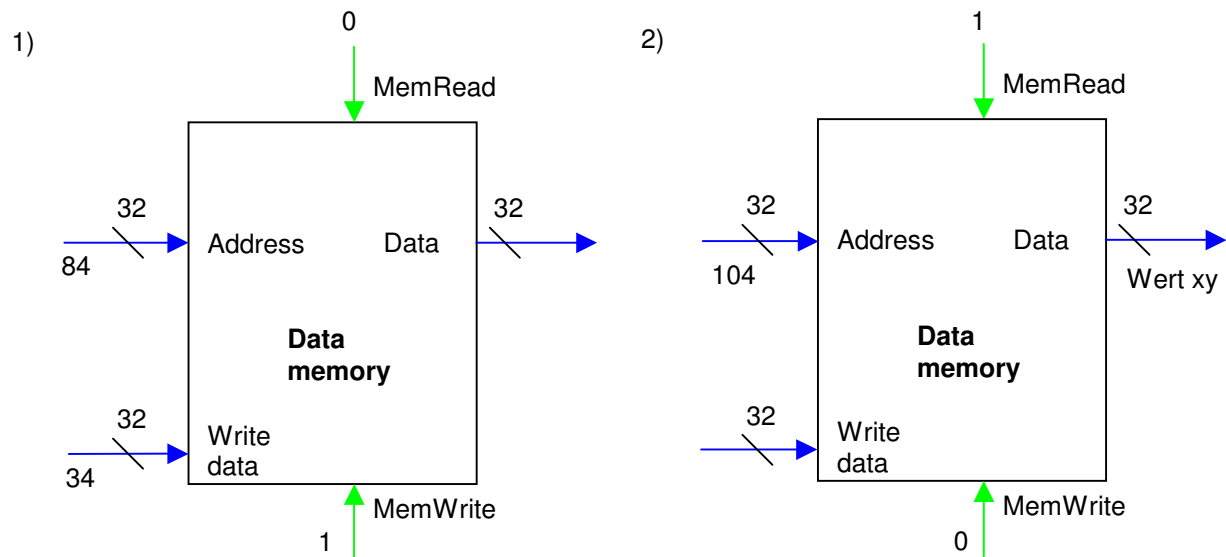 1)
0
MemRead
32
Address
84
Data
32
Data
memory
32
Write
data
34
MemWrite
1
2)
1
MemRead
32
Address
104
Data
32
Wert xy
Data
memory
32
Write
data
MemWrite
0